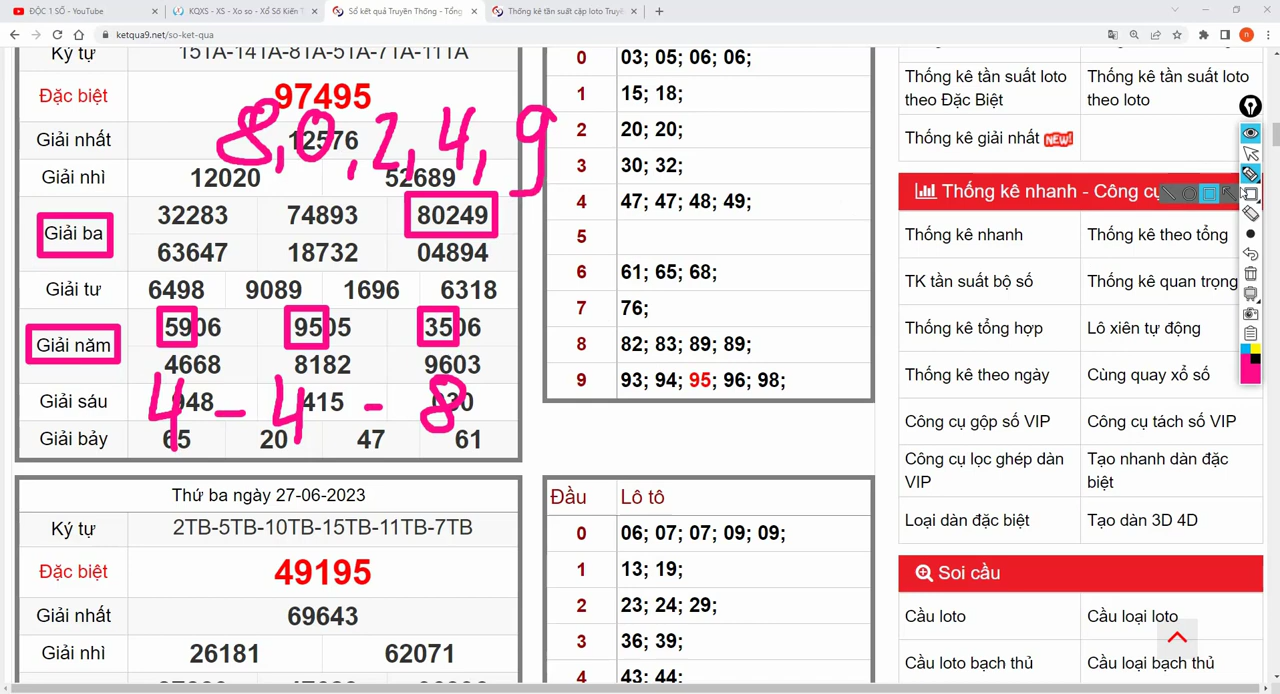 ĐỘC 1 SỐ - YouTube
KQXS - XS - Xo so - Xổ Số Kiến T
Sổ kết quả Truyền Thống - Tổng
Thống kê tần suất cặp loto Truyề
ketqua9.net/so-ket-qua
Ký tự 15TA-14TA-8TA-5TA-7TA-11TA
Đặc biệt 97495
Giải nhất 12576
8, 0, 2, 4, 9
Giải nhì 12020 52689
Giải ba 32283 74893 80249
63647 18732 04894
Giải tư 6498 9089 1696 6318
Giải năm 5906 9505 3506
4668 8182 9603
Giải sáu 948 415 030
4 - 4 - 8
Giải bảy 65 20 47 61
0 03; 05; 06; 06;
1 15; 18;
2 20; 20;
3 30; 32;
4 47; 47; 48; 49;
5
6 61; 65; 68;
7 76;
8 82; 83; 89; 89;
9 93; 94; 95; 96; 98;
Thống kê tần suất loto theo Đặc Biệt
Thống kê tần suất loto theo loto
Thống kê giải nhất NEW!
Thống kê nhanh - Công cụ
Thống kê nhanh Thống kê theo tổng
TK tần suất bộ số Thống kê quan trọng
Thống kê tổng hợp Lô xiên tự động
Thống kê theo ngày Cùng quay xổ số
Công cụ gộp số VIP Công cụ tách số VIP
Công cụ lọc ghép dàn VIP
Tạo nhanh dàn đặc biệt
Loại dàn đặc biệt Tạo dàn 3D 4D
Soi cầu
Cầu loto Cầu loại loto
Cầu loto bạch thủ Cầu loại bạch thủ
Thứ ba ngày 27-06-2023
Ký tự 2TB-5TB-10TB-15TB-11TB-7TB
Đặc biệt 49195
Giải nhất 69643
Giải nhì 26181 62071
Đầu Lô tô
0 06; 07; 07; 09; 09;
1 13; 19;
2 23; 24; 29;
3 36; 39;
4 43; 44;